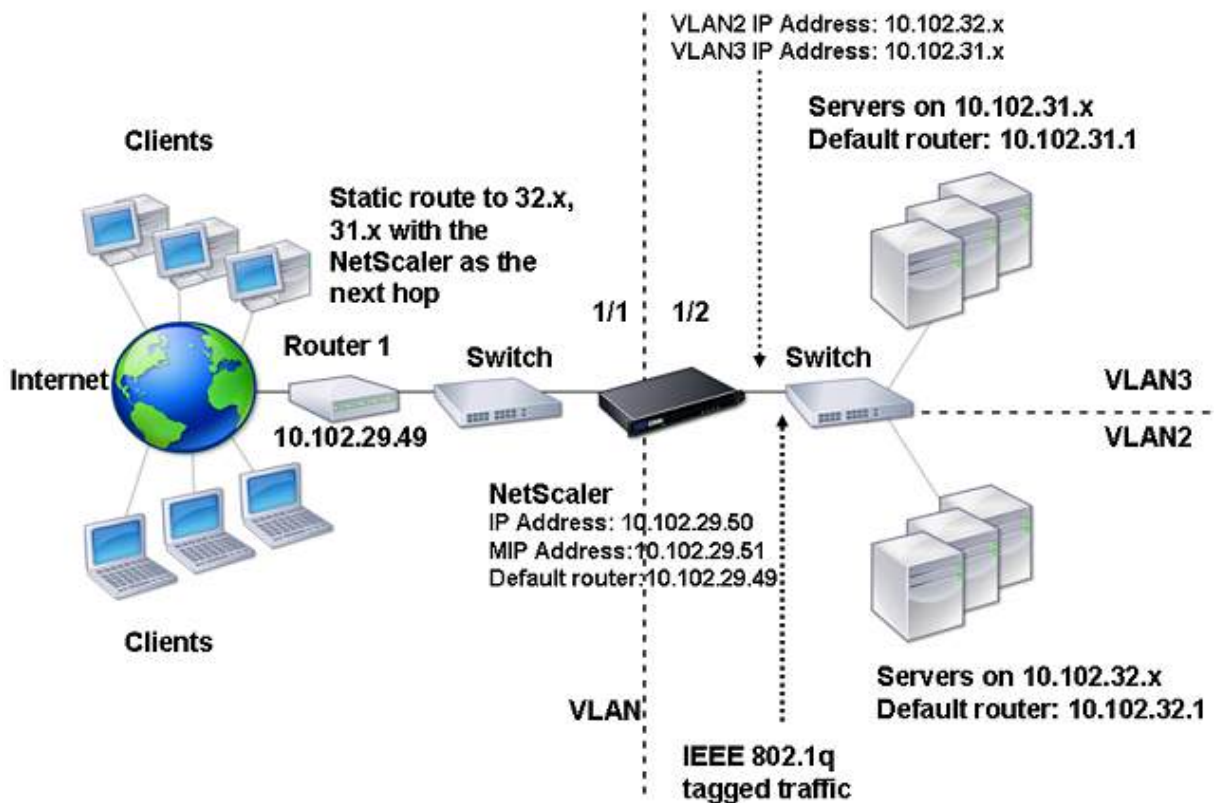 VLAN2 IP Address: 10.102.32.x
VLAN3 IP Address: 10.102.31.x
Servers on 10.102.31.x
Default router: 10.102.31.1
Clients
Static route to 32.x,
31.x with the
NetScaler as the
next hop
1/1
1/2
Internet
Router 1
Switch
Switch
VLAN3
10.102.29.49
VLAN2
NetScaler
IP Address: 10.102.29.50
MIP Address:10.102.29.51
Default router:10.102.29.49
Clients
Servers on 10.102.32.x
Default router: 10.102.32.1
VLAN
IEEE 802.1q
tagged traffic